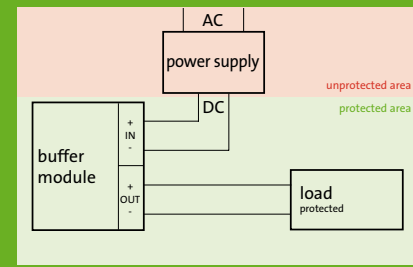 AC
power supply
unprotected area
DC
protected area
+
IN
-
buffer
module
+
OUT
-
load
protected